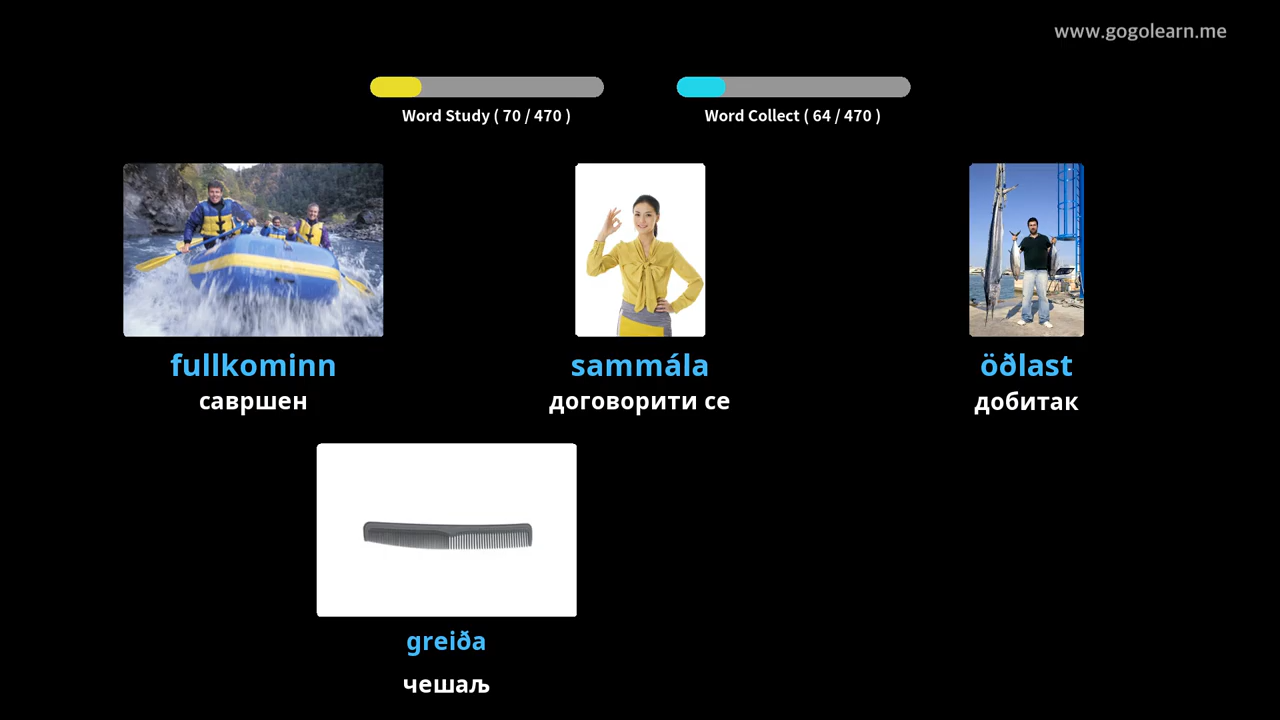 www.gogolearn.me
Word Study ( 70 / 470 )
Word Collect ( 64 / 470 )
fullkominn
савршен
sammála
договорити се
öðlast
добитак
greiða
чешаљ